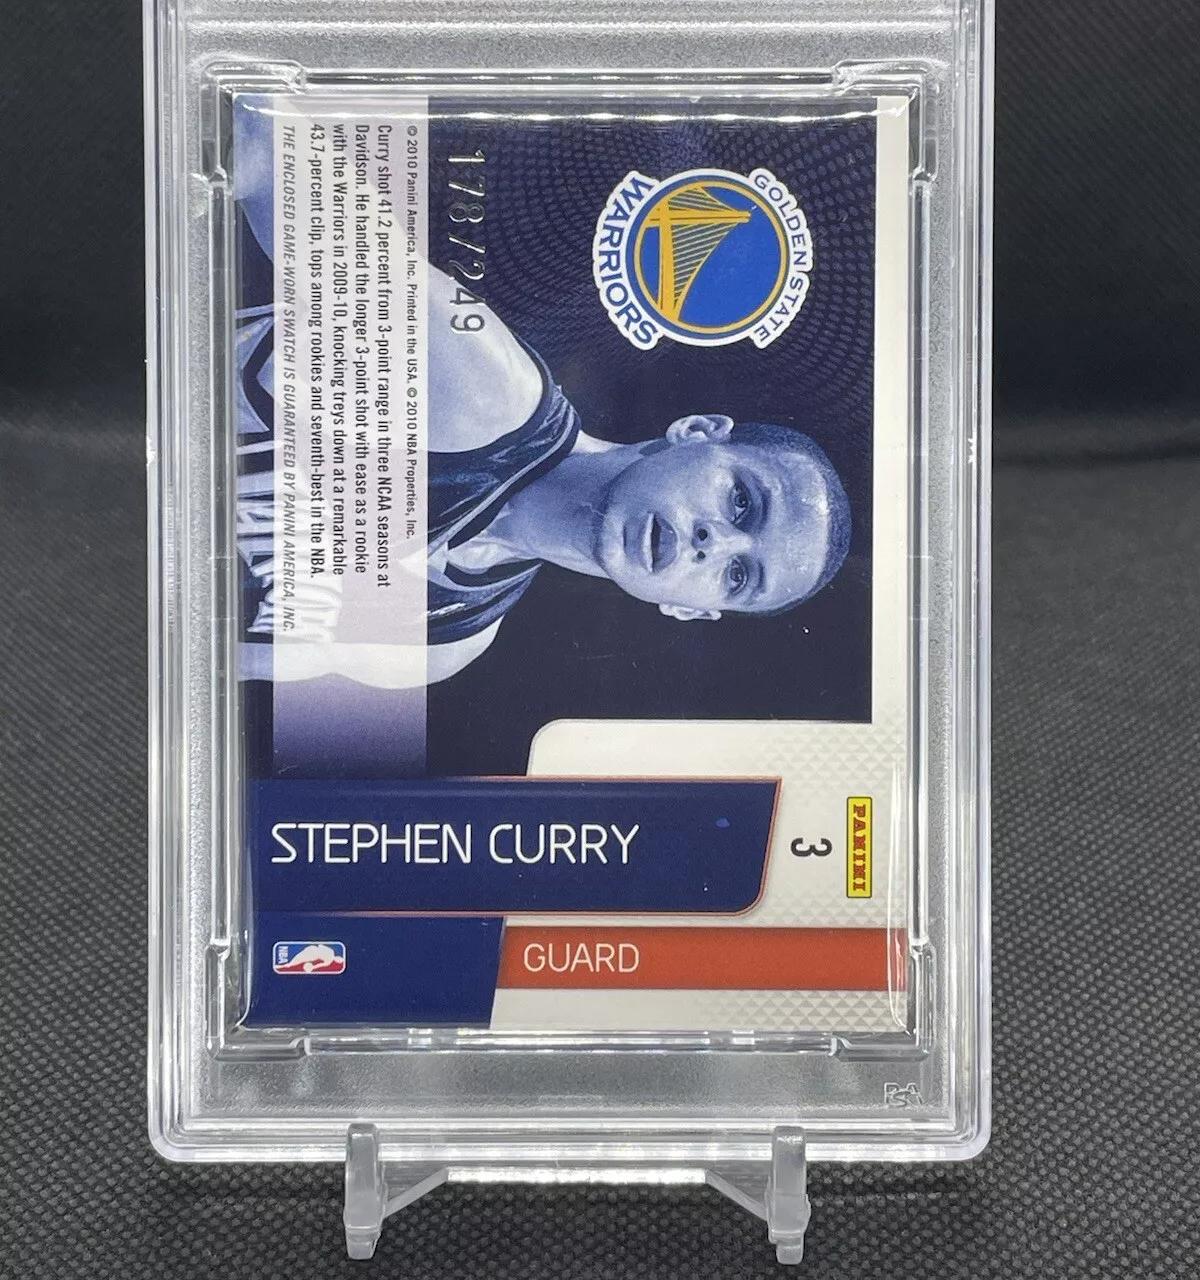 GOLDEN STATE
WARRIORS
178/249
© 2010 Panini America, Inc. Printed in the USA. © 2010 NBA Properties, Inc.
Curry shot 41.2 percent from 3-point range in three NCAA seasons at
Davidson. He handled the longer 3-point shot with ease as a rookie
with the Warriors in 2009-10, knocking treys down at a remarkable
43.7-percent clip, tops among rookies and seventh-best in the NBA.
THE ENCLOSED GAME-WORN SWATCH IS GUARANTEED BY PANINI AMERICA, INC.
PANINI
3
STEPHEN CURRY
GUARD
NBA
PSA